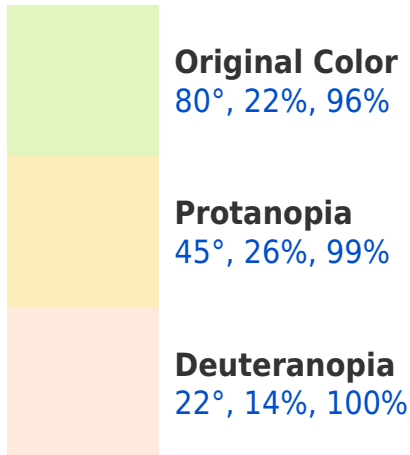 Original Color
80°, 22%, 96%
Protanopia
45°, 26%, 99%
Deuteranopia
22°, 14%, 100%